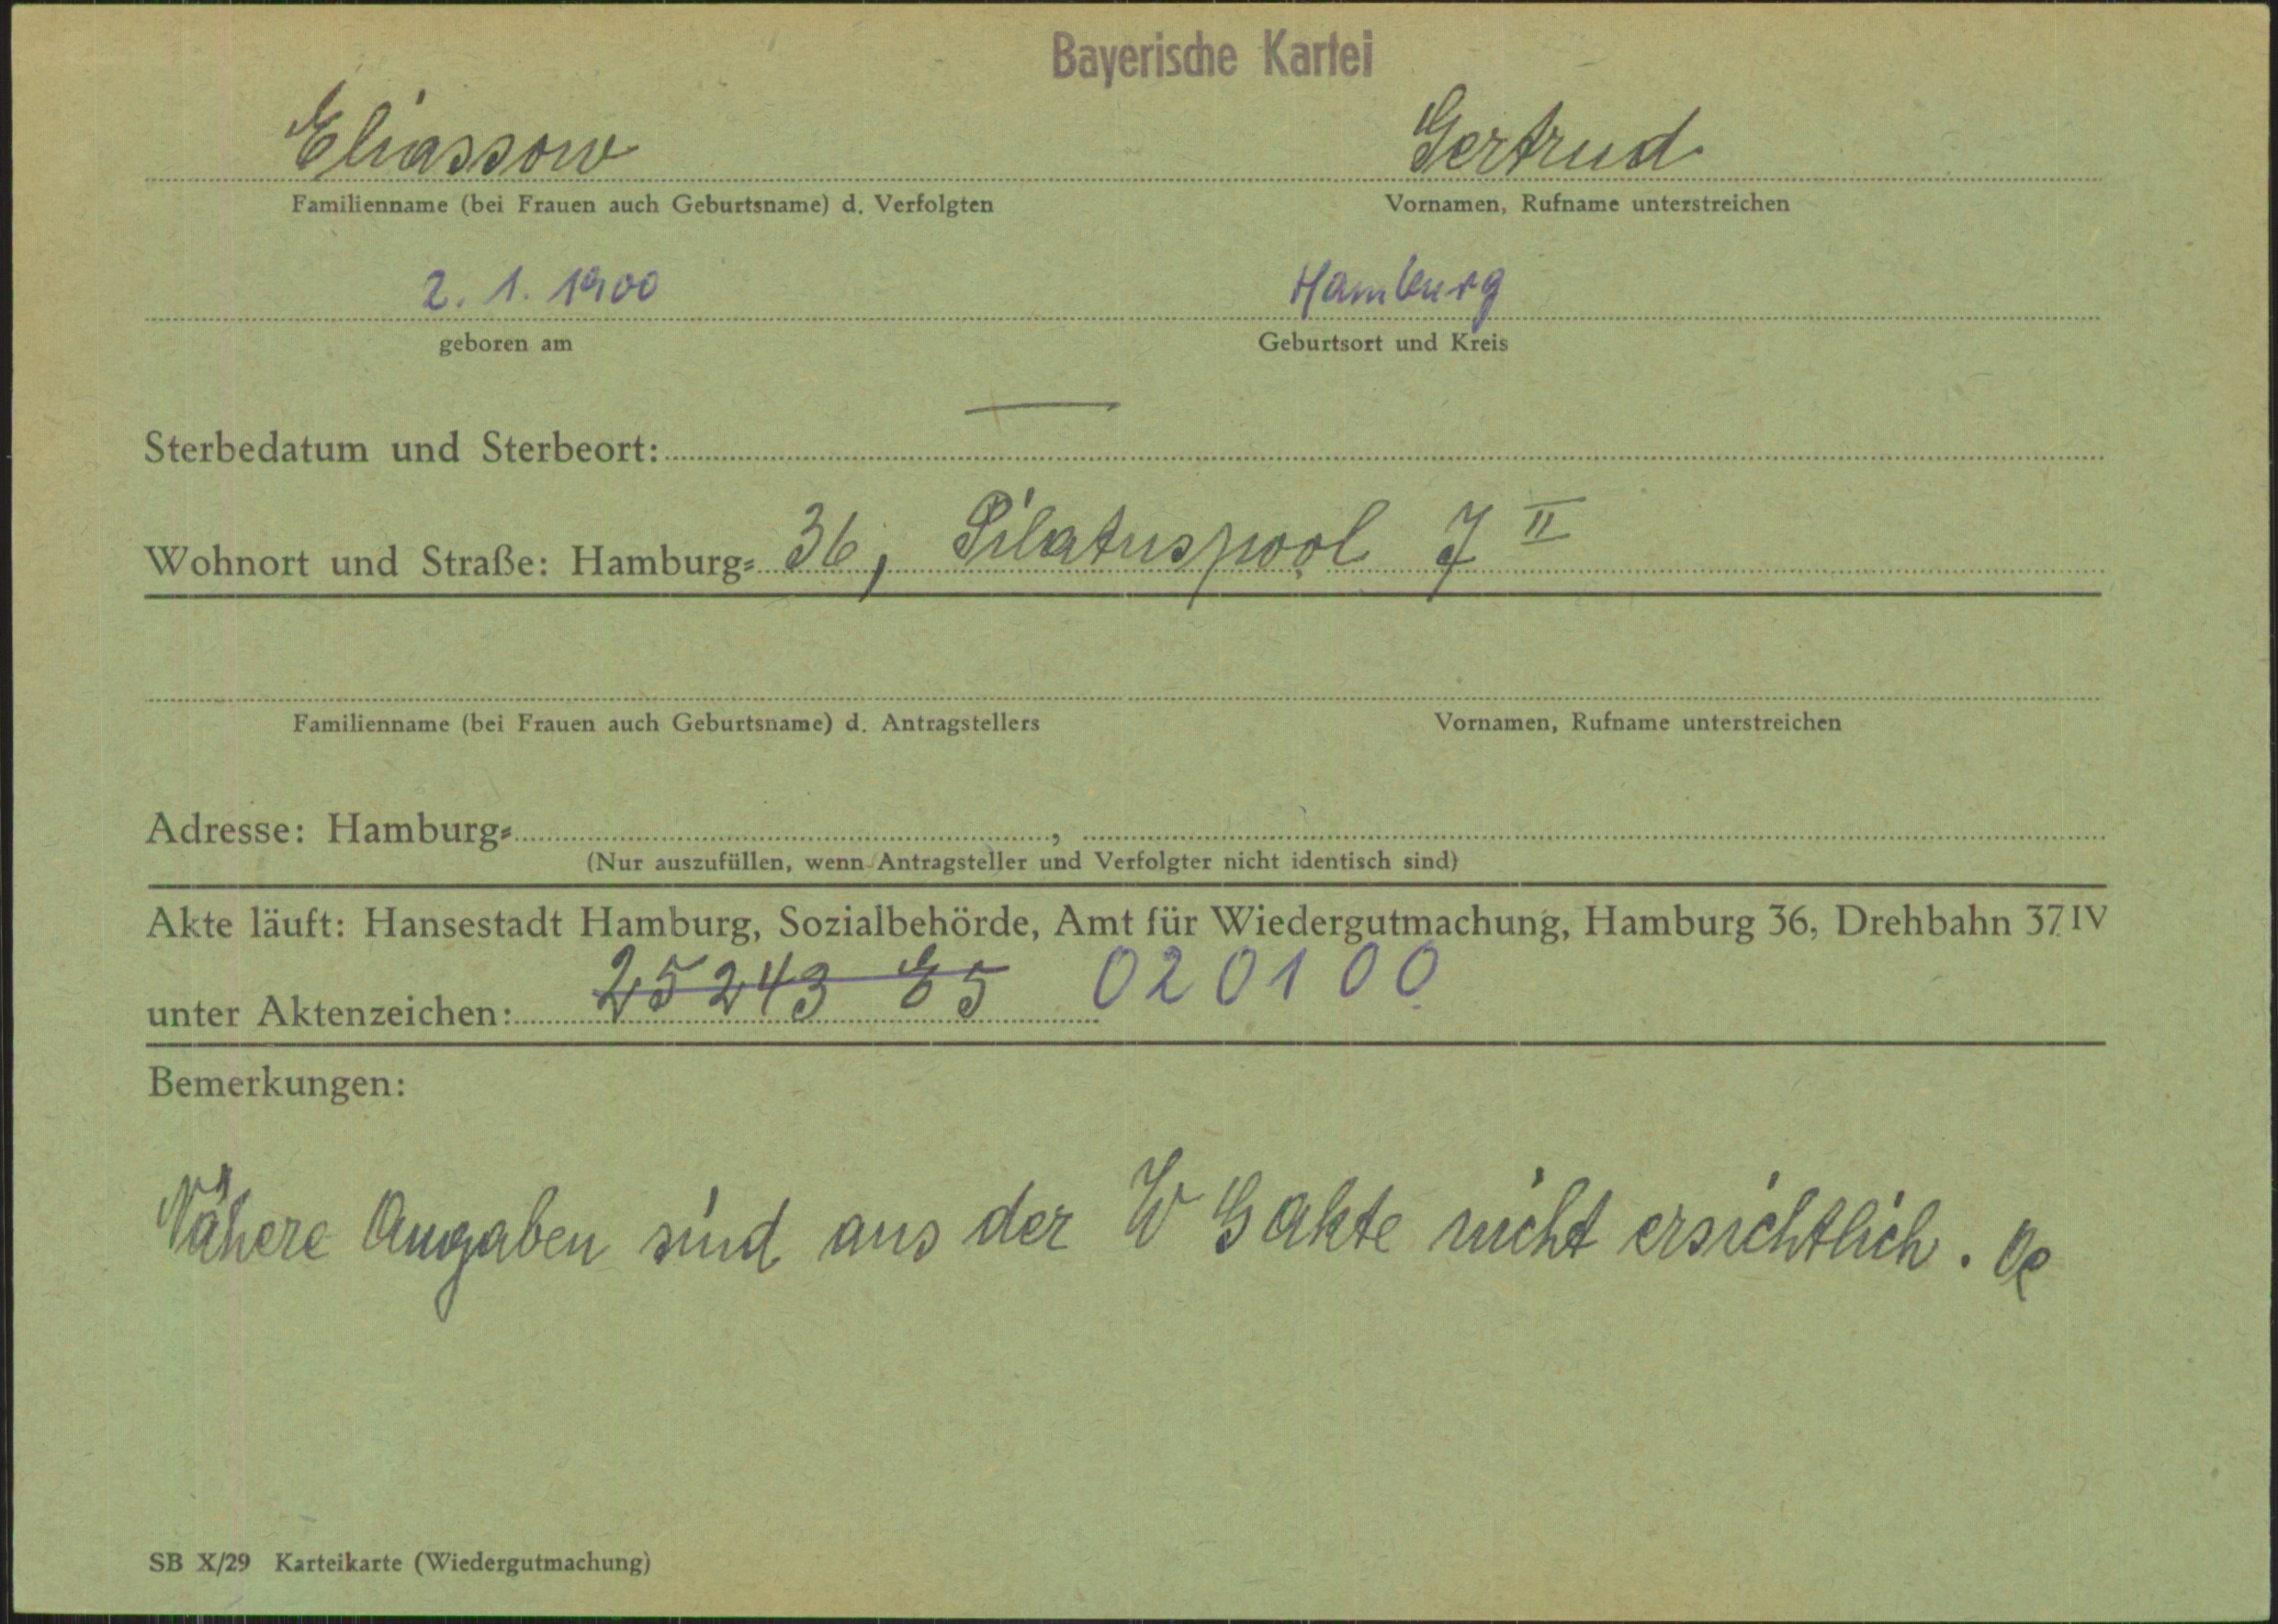 Bayerische Kartei
Eliassow Gertrud
Familienname (bei Frauen auch Geburtsname) d. Verfolgten Vornamen, Rufname unterstreichen
2. 1. 1900 Hamburg
geboren am Geburtsort und Kreis
Sterbedatum und Sterbeort: —
Wohnort und Straße: Hamburg- 36, Pilatuspool 7 II
Familienname (bei Frauen auch Geburtsname) d. Antragstellers Vornamen, Rufname unterstreichen
Adresse: Hamburg- ,
(Nur auszufüllen, wenn Antragsteller und Verfolgter nicht identisch sind)
Akte läuft: Hansestadt Hamburg, Sozialbehörde, Amt für Wiedergutmachung, Hamburg 36, Drehbahn 37 IV
unter Aktenzeichen: 25243 E5 020100
Bemerkungen:
Nähere Angaben sind aus der WG akte nicht ersichtlich.
SB X/29 Karteikarte (Wiedergutmachung)